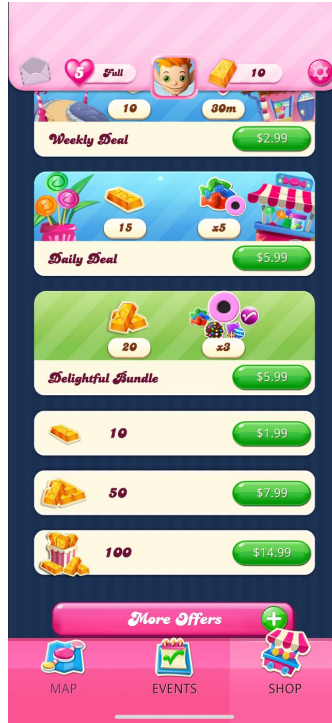 5 Full 10
10 30m
Weekly Deal $2.99
15 x5
Daily Deal $5.99
20 x3
Delightful Bundle $5.99
10 $1.99
50 $7.99
100 $14.99
More Offers
MAP EVENTS SHOP